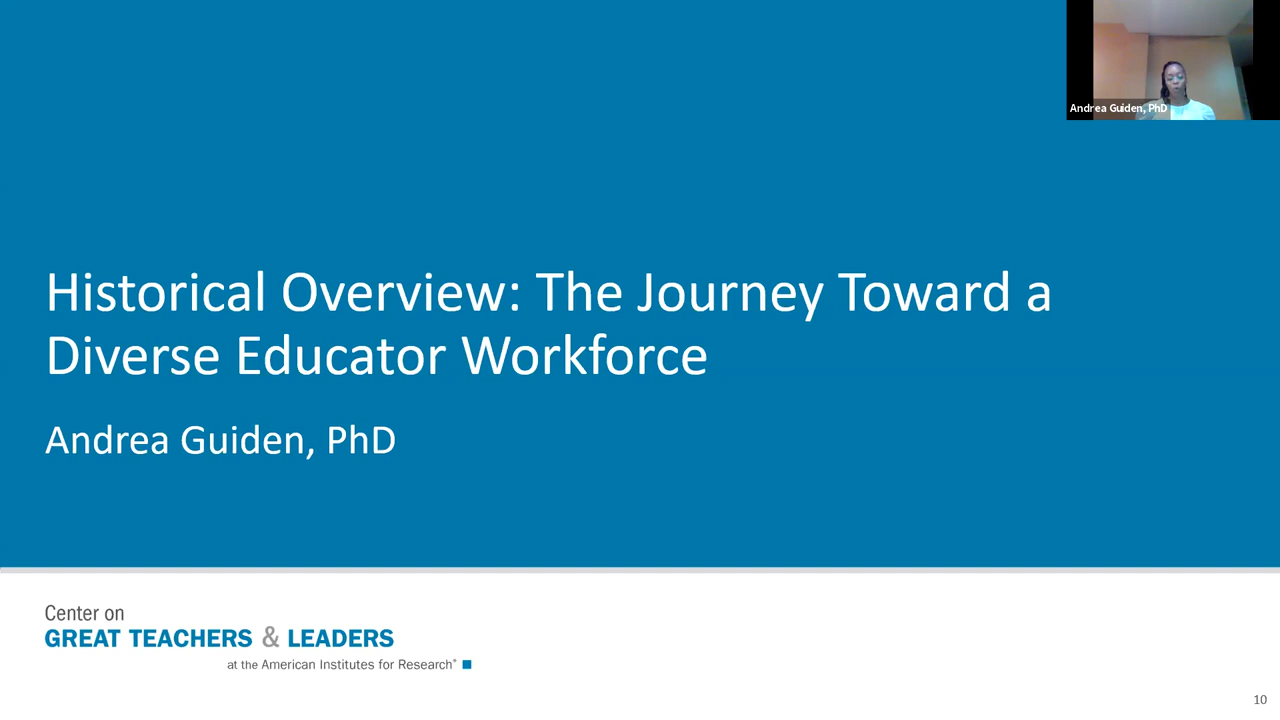 Andrea Guiden, PhD
Historical Overview: The Journey Toward a
Diverse Educator Workforce
Andrea Guiden, PhD
Center on
GREAT TEACHERS & LEADERS
at the American Institutes for Research®
10